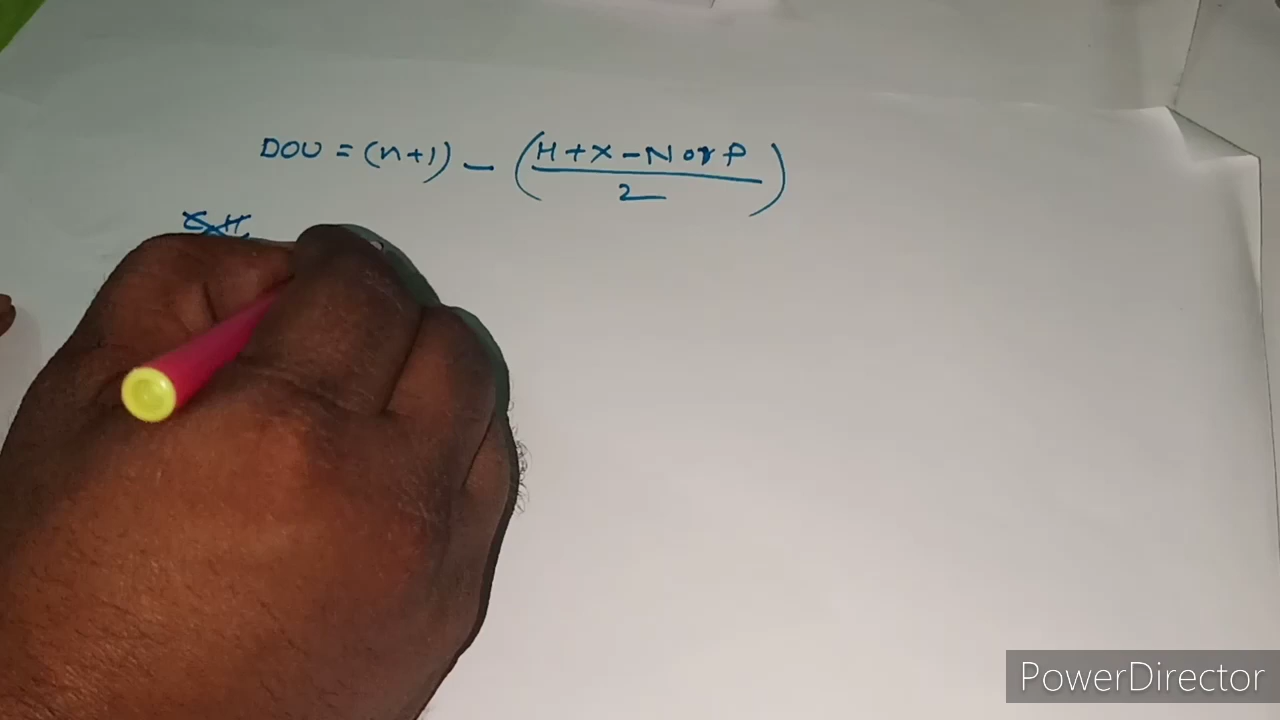 DOU = (n+1) - (H+X-N or P / 2)
PowerDirector